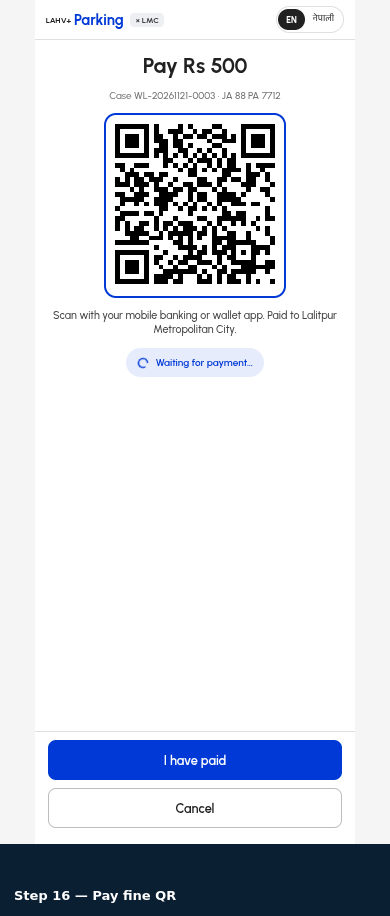 LAHV+ Parking × LMC EN नेपाली
Pay Rs 500
Case WL-20261121-0003 · JA 88 PA 7712
Scan with your mobile banking or wallet app. Paid to Lalitpur
Metropolitan City.
Waiting for payment…
I have paid
Cancel
Step 16 — Pay fine QR